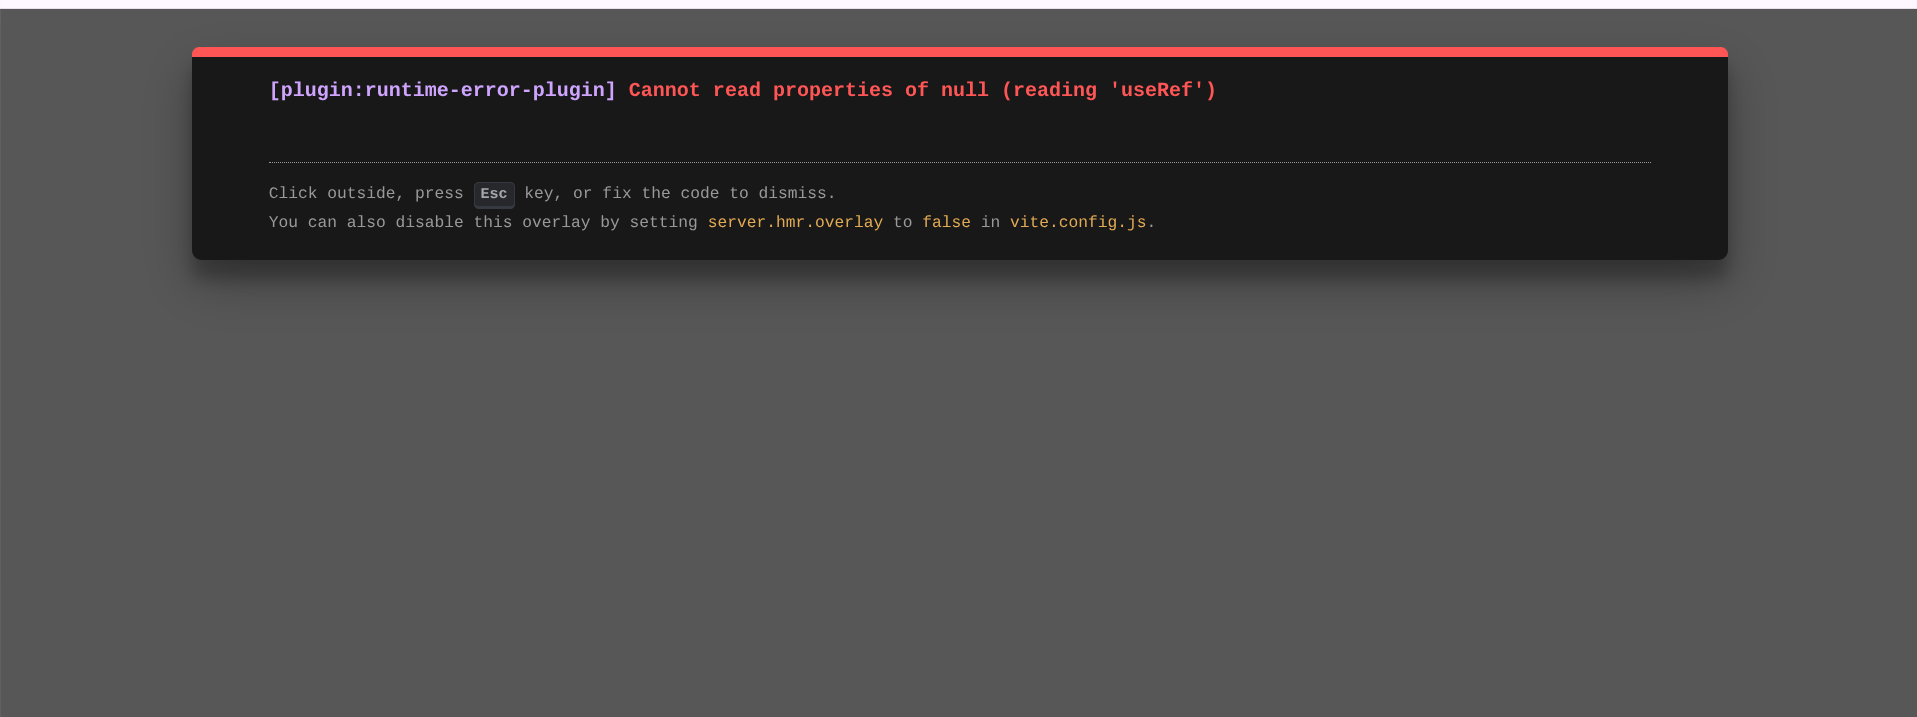 [plugin:runtime-error-plugin] Cannot read properties of null (reading 'useRef')
Click outside, press Esc key, or fix the code to dismiss.
You can also disable this overlay by setting server.hmr.overlay to false in vite.config.js.